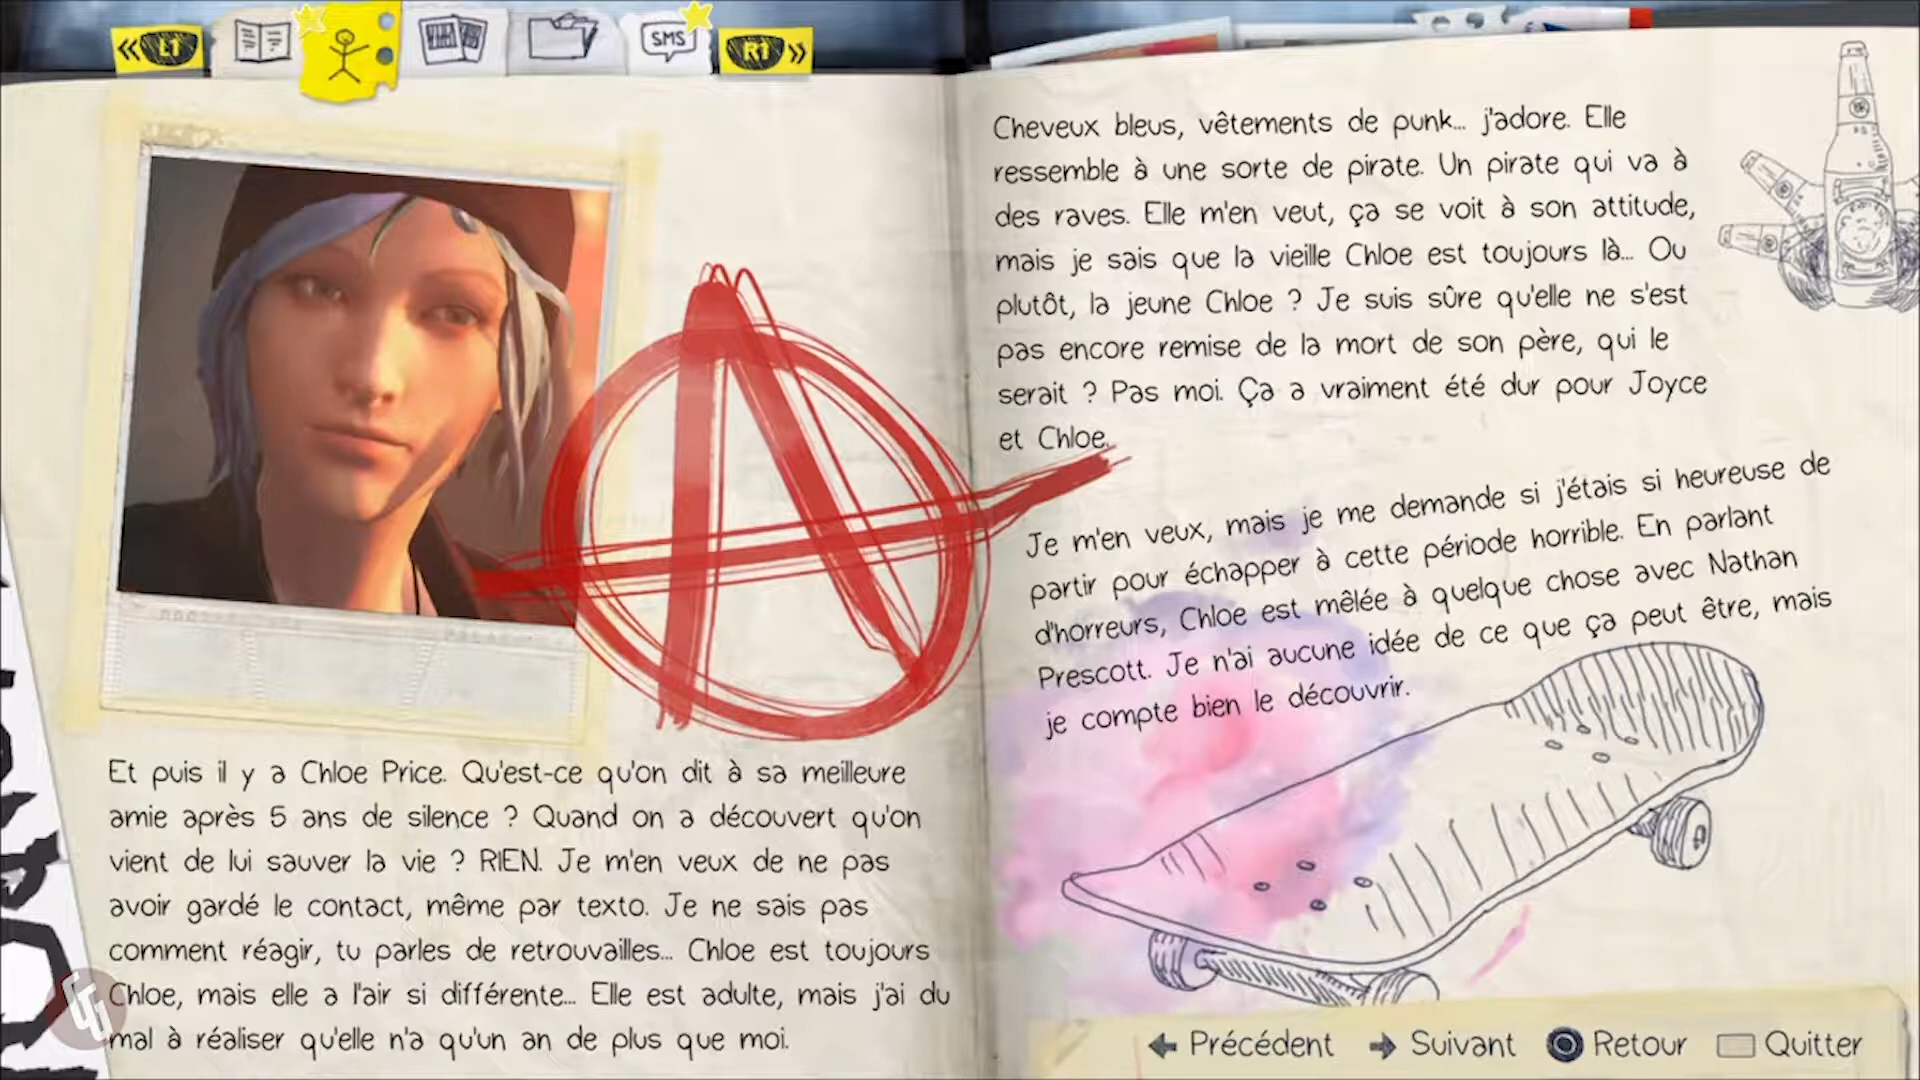 L1
SMS
R1
Et puis il y a Chloe Price. Qu'est-ce qu'on dit à sa meilleure
amie après 5 ans de silence ? Quand on a découvert qu'on
vient de lui sauver la vie ? RIEN. Je m'en veux de ne pas
avoir gardé le contact, même par texto. Je ne sais pas
comment réagir, tu parles de retrouvailles... Chloe est toujours
Chloe, mais elle a l'air si différente... Elle est adulte, mais j'ai du
mal à réaliser qu'elle n'a qu'un an de plus que moi.
Cheveux bleus, vêtements de punk... j'adore. Elle
ressemble à une sorte de pirate. Un pirate qui va à
des raves. Elle m'en veut, ça se voit à son attitude,
mais je sais que la vieille Chloe est toujours là... Ou
plutôt, la jeune Chloe ? Je suis sûre qu'elle ne s'est
pas encore remise de la mort de son père, qui le
serait ? Pas moi. Ça a vraiment été dur pour Joyce
et Chloe.
Je m'en veux, mais je me demande si j'étais si heureuse de
partir pour échapper à cette période horrible. En parlant
d'horreurs, Chloe est mêlée à quelque chose avec Nathan
Prescott. Je n'ai aucune idée de ce que ça peut être, mais
je compte bien le découvrir.
Précédent Suivant Retour Quitter